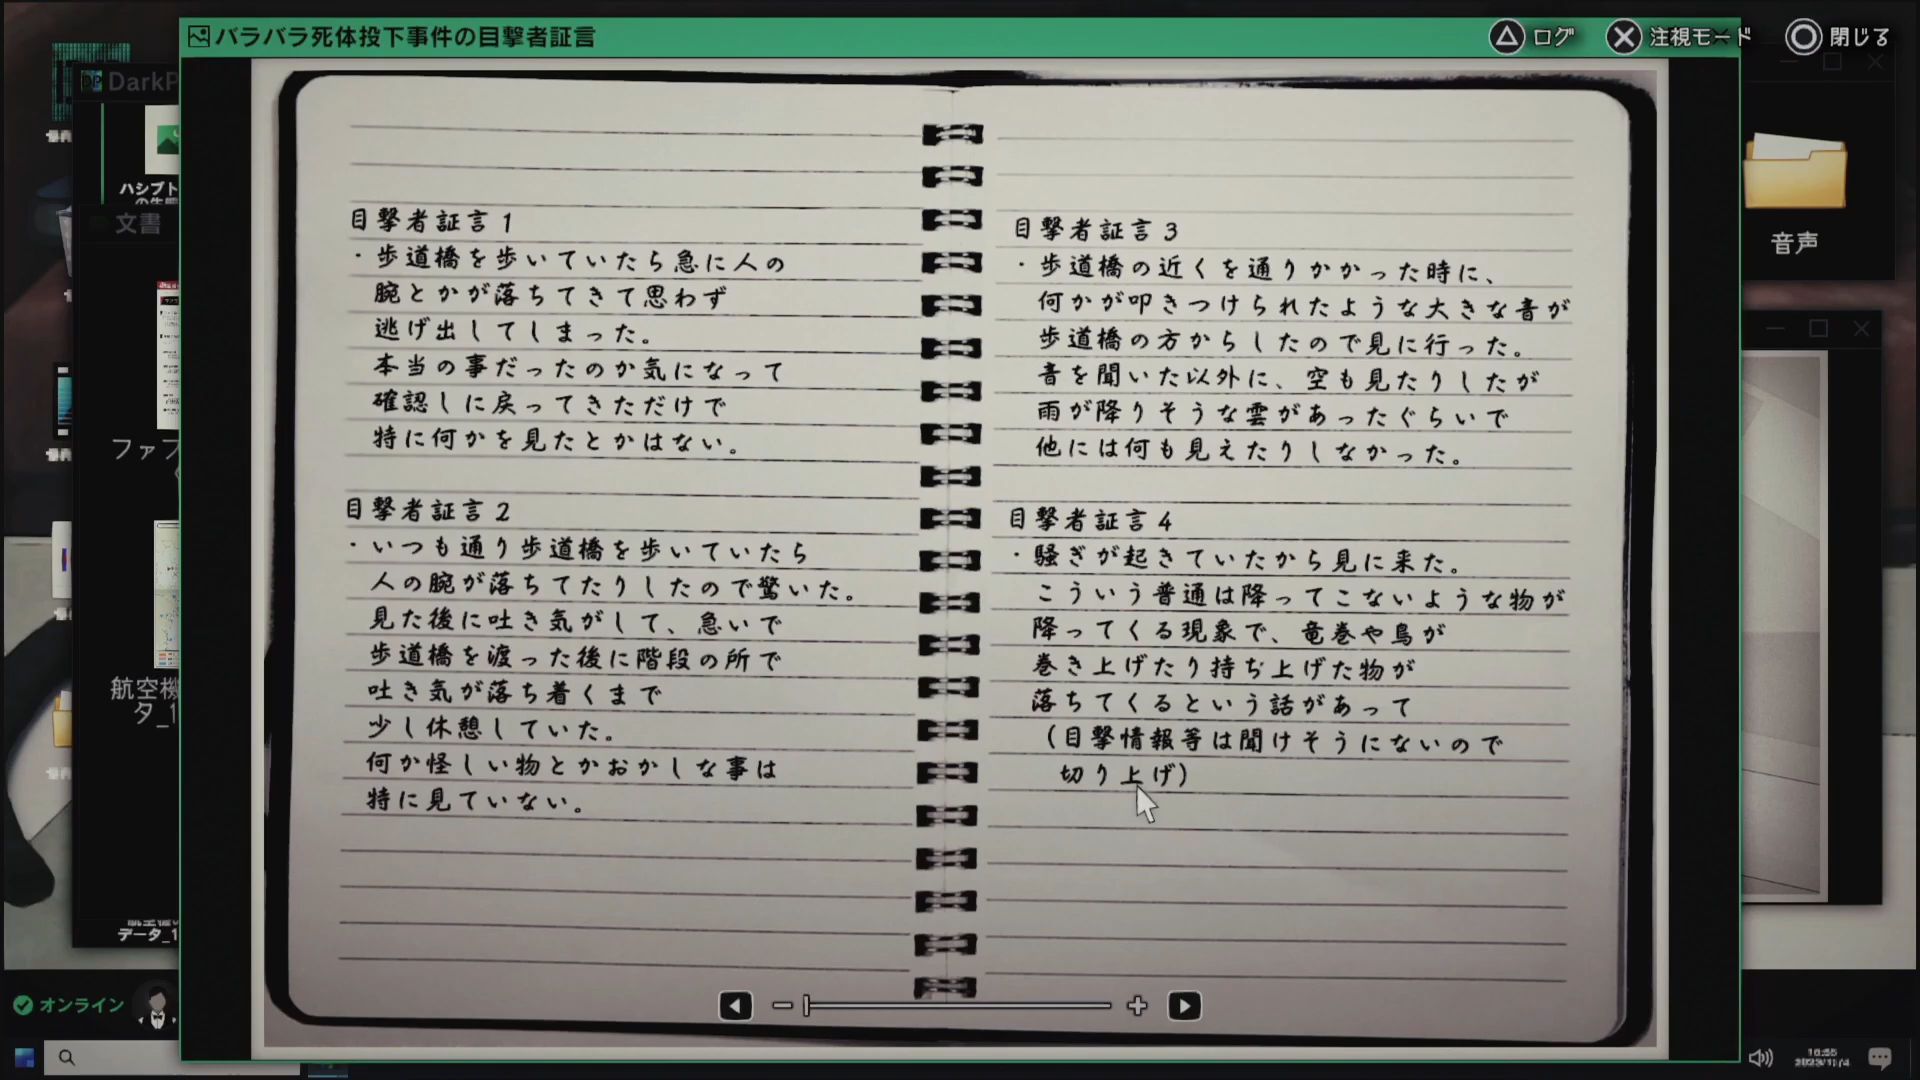 バラバラ死体投下事件の目撃者証言
ログ
注視モード
閉じる
DarkP
ハシブト
文書
ファブ
航空機
タ_1
データ_1
オンライン
音声
目撃者証言1
・歩道橋を歩いていたら急に人の
腕とかが落ちてきて思わず
逃げ出してしまった。
本当の事だったのか気になって
確認しに戻ってきただけで
特に何かを見たとかはない。
目撃者証言2
・いつも通り歩道橋を歩いていたら
人の腕が落ちてたりしたので驚いた。
見た後に吐き気がして、急いで
歩道橋を渡った後に階段の所で
吐き気が落ち着くまで
少し休憩していた。
何か怪しい物とかおかしな事は
特に見ていない。
目撃者証言3
・歩道橋の近くを通りかかった時に、
何かが叩きつけられたような大きな音が
歩道橋の方からしたので見に行った。
音を聞いた以外に、空も見たりしたが
雨が降りそうな雲があったぐらいで
他には何も見えたりしなかった。
目撃者証言4
・騒ぎが起きていたから見に来た。
こういう普通は降ってこないような物が
降ってくる現象で、竜巻や鳥が
巻き上げたり持ち上げた物が
落ちてくるという話があって
(目撃情報等は聞けそうにないので
切り上げ)